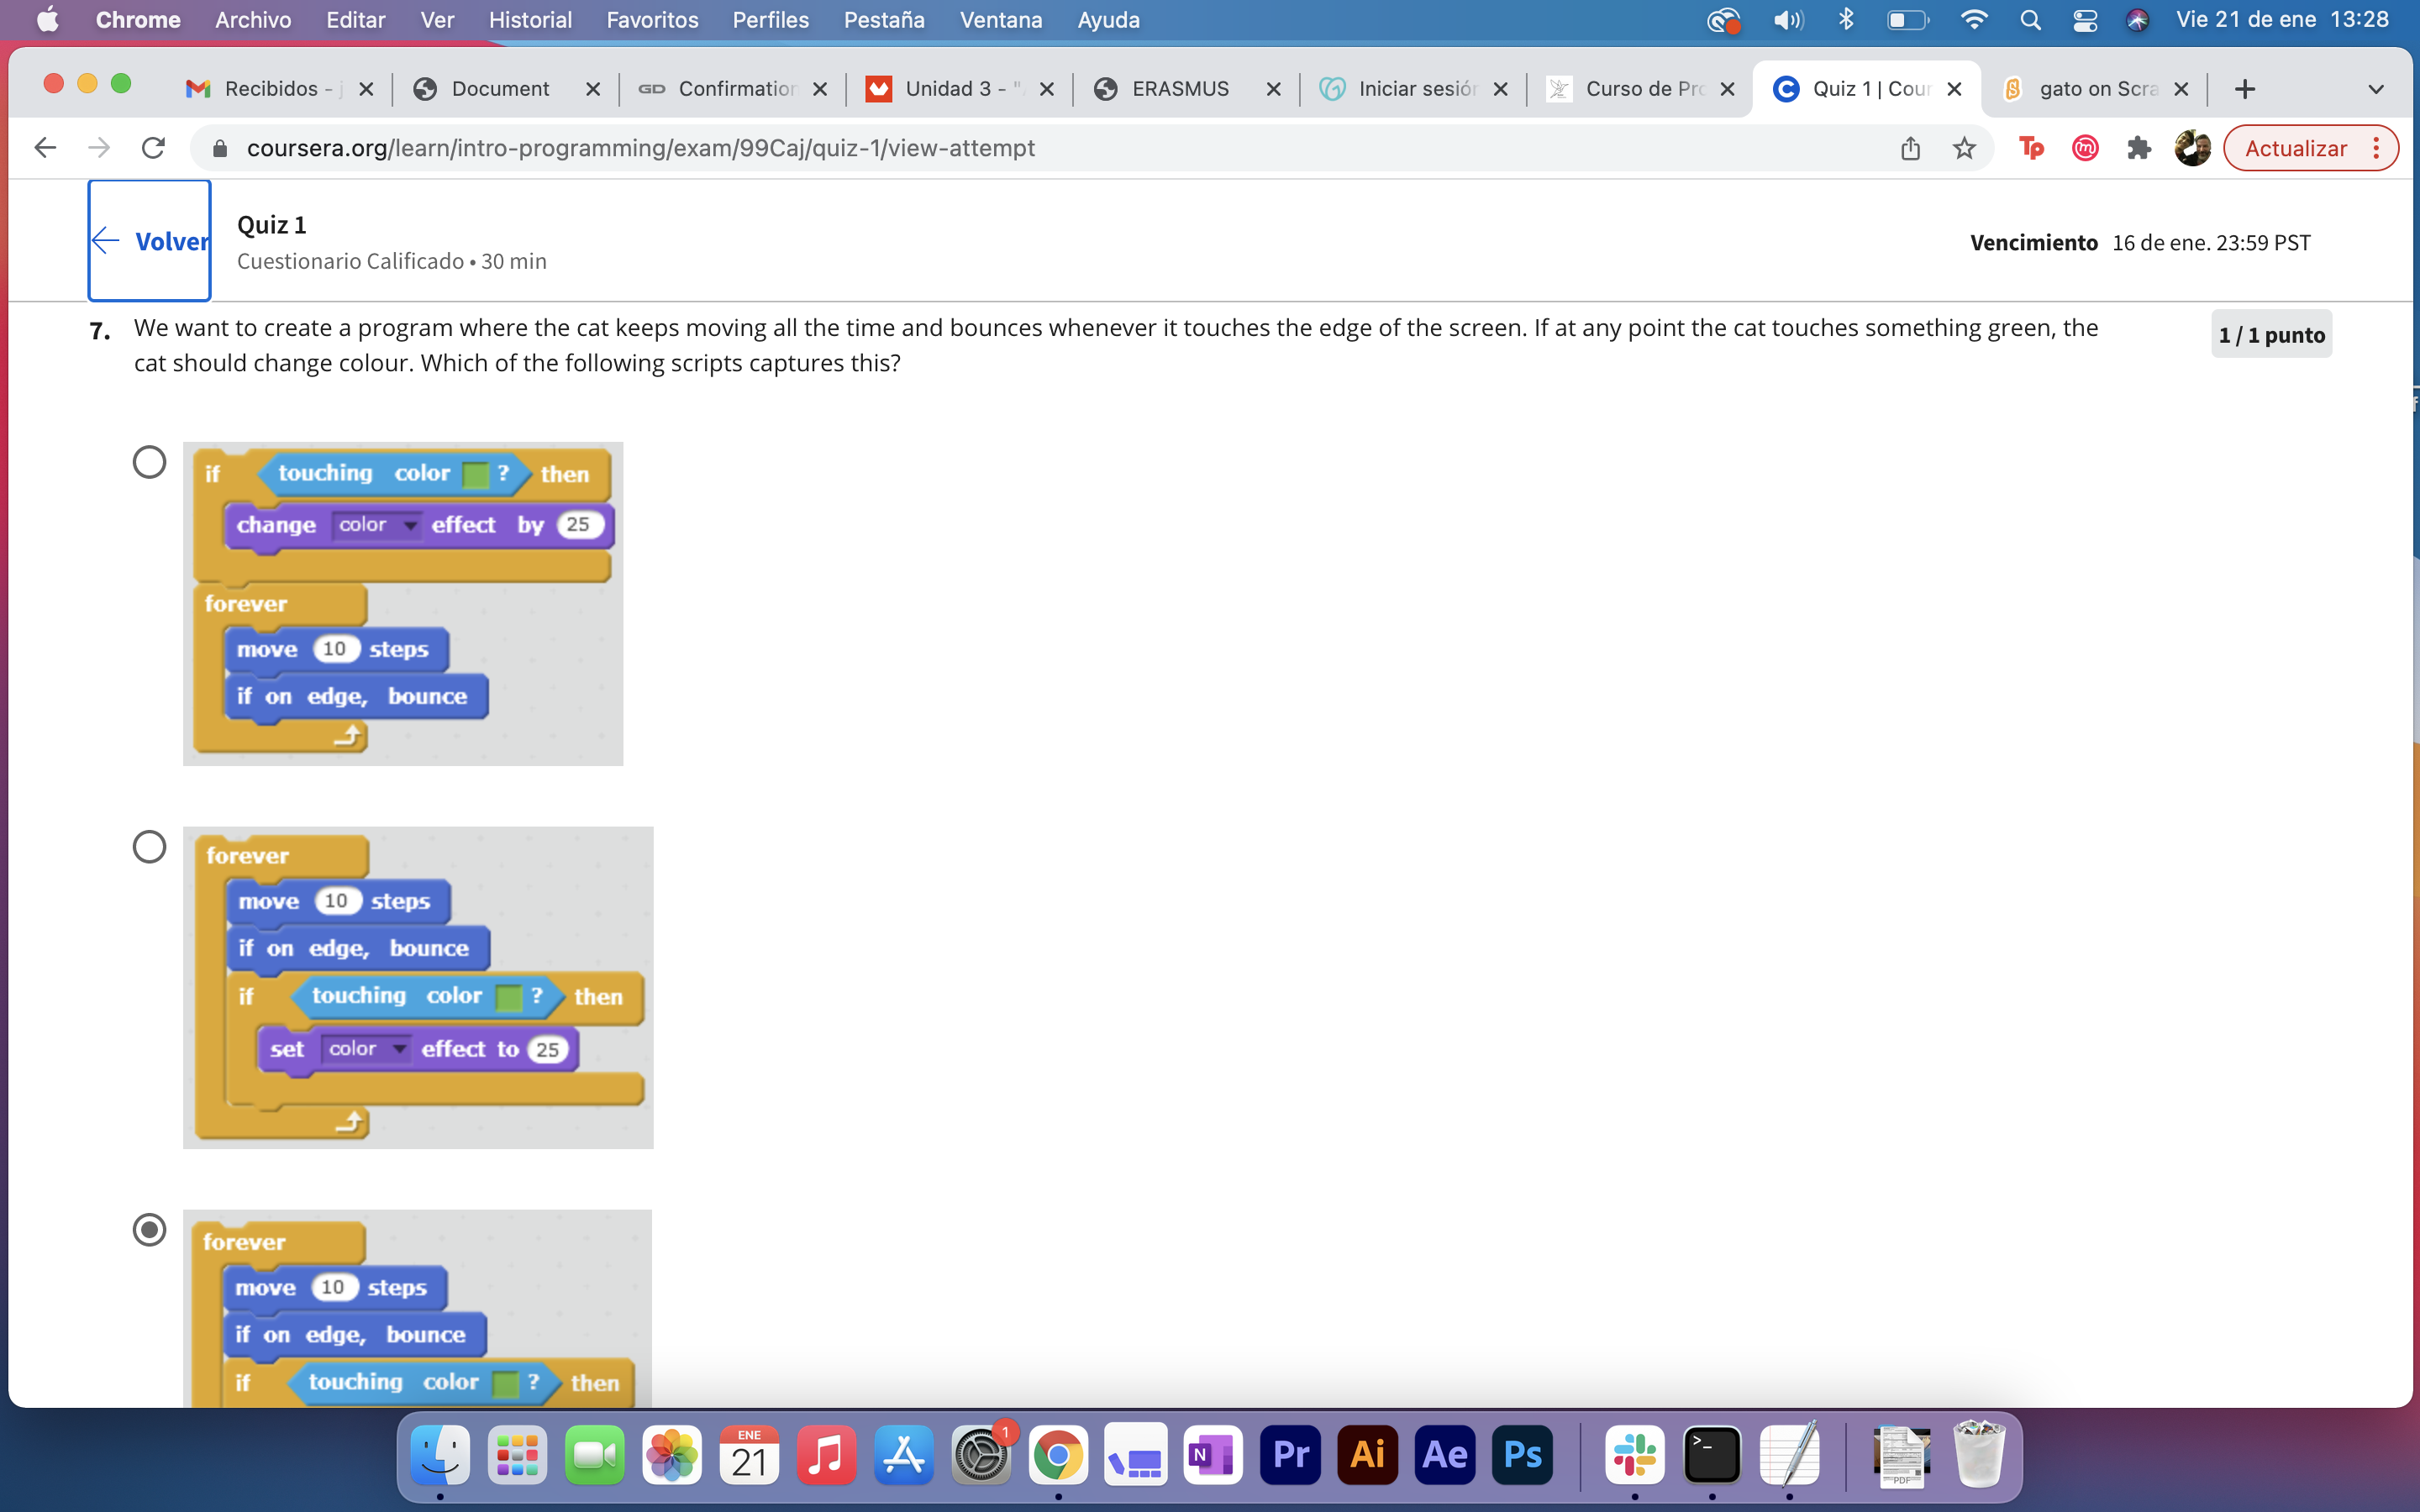 Chrome Archivo Editar Ver Historial Favoritos Perfiles Pestaña Ventana Ayuda Vie 21 de ene 13:28
Recibidos - Document GD Confirmation Unidad 3 - " ERASMUS Iniciar sesión Curso de Pro Quiz 1 | Cour gato on Scra
coursera.org/learn/intro-programming/exam/99Caj/quiz-1/view-attempt Tp Actualizar
Volver
Quiz 1
Cuestionario Calificado • 30 min
Vencimiento 16 de ene. 23:59 PST
7. We want to create a program where the cat keeps moving all the time and bounces whenever it touches the edge of the screen. If at any point the cat touches something green, the
cat should change colour. Which of the following scripts captures this?
1 / 1 punto
if touching color ? then
change color effect by 25
forever
move 10 steps
if on edge, bounce
forever
move 10 steps
if on edge, bounce
if touching color ? then
set color effect to 25
forever
move 10 steps
if on edge, bounce
if touching color ? then
ENE
21
1
N
Pr
Ai
Ae
Ps
>_
PDF